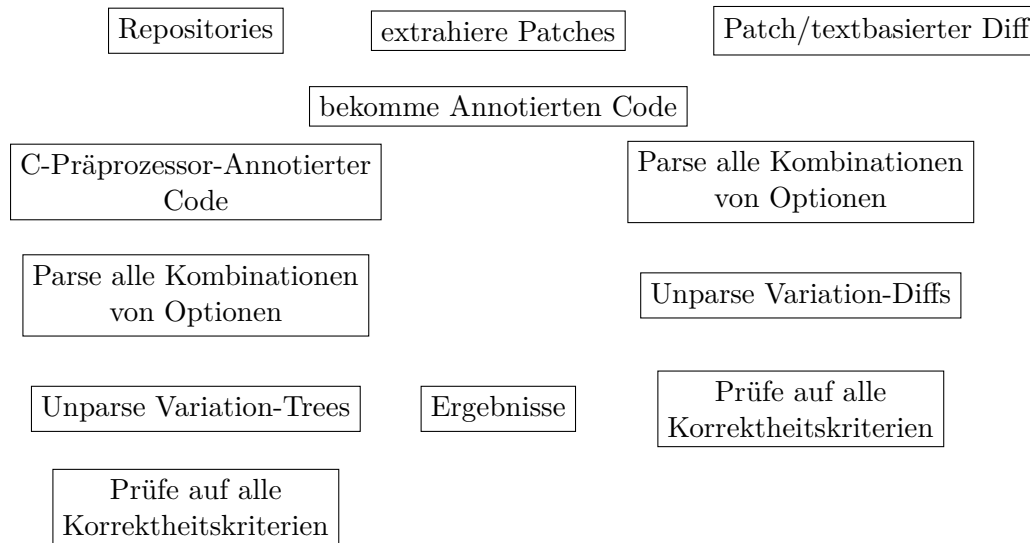 Repositories
extrahiere Patches
Patch/textbasierter Diff
bekomme Annotierten Code
C-Präprozessor-Annotierter
Code
Parse alle Kombinationen
von Optionen
Parse alle Kombinationen
von Optionen
Unparse Variation-Diffs
Unparse Variation-Trees
Ergebnisse
Prüfe auf alle
Korrektheitskriterien
Prüfe auf alle
Korrektheitskriterien